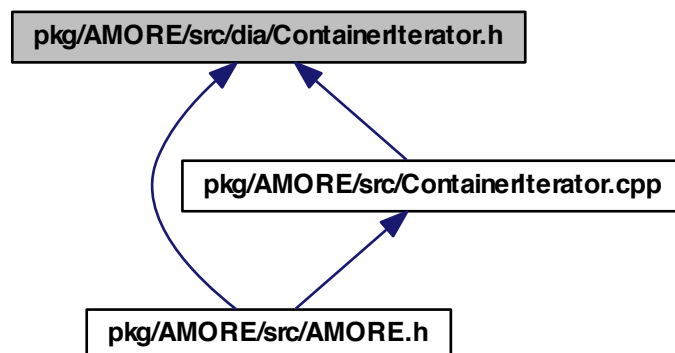 pkg/AMORE/src/dia/ContainerIterator.h
pkg/AMORE/src/ContainerIterator.cpp
pkg/AMORE/src/AMORE.h